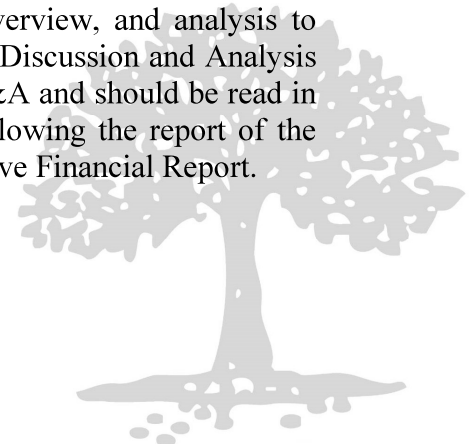 verview, and analysis to
Discussion and Analysis
&A and should be read in
lowing the report of the
ve Financial Report.